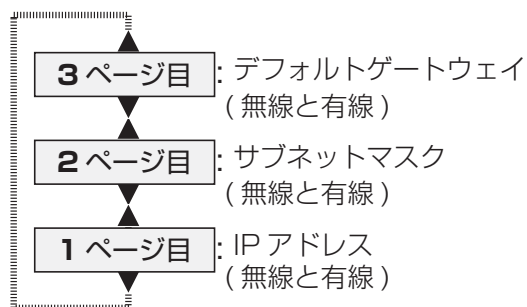 3 ページ目 : デフォルトゲートウェイ
( 無線と有線 )
2 ページ目 : サブネットマスク
( 無線と有線 )
1 ページ目 : IP アドレス
( 無線と有線 )